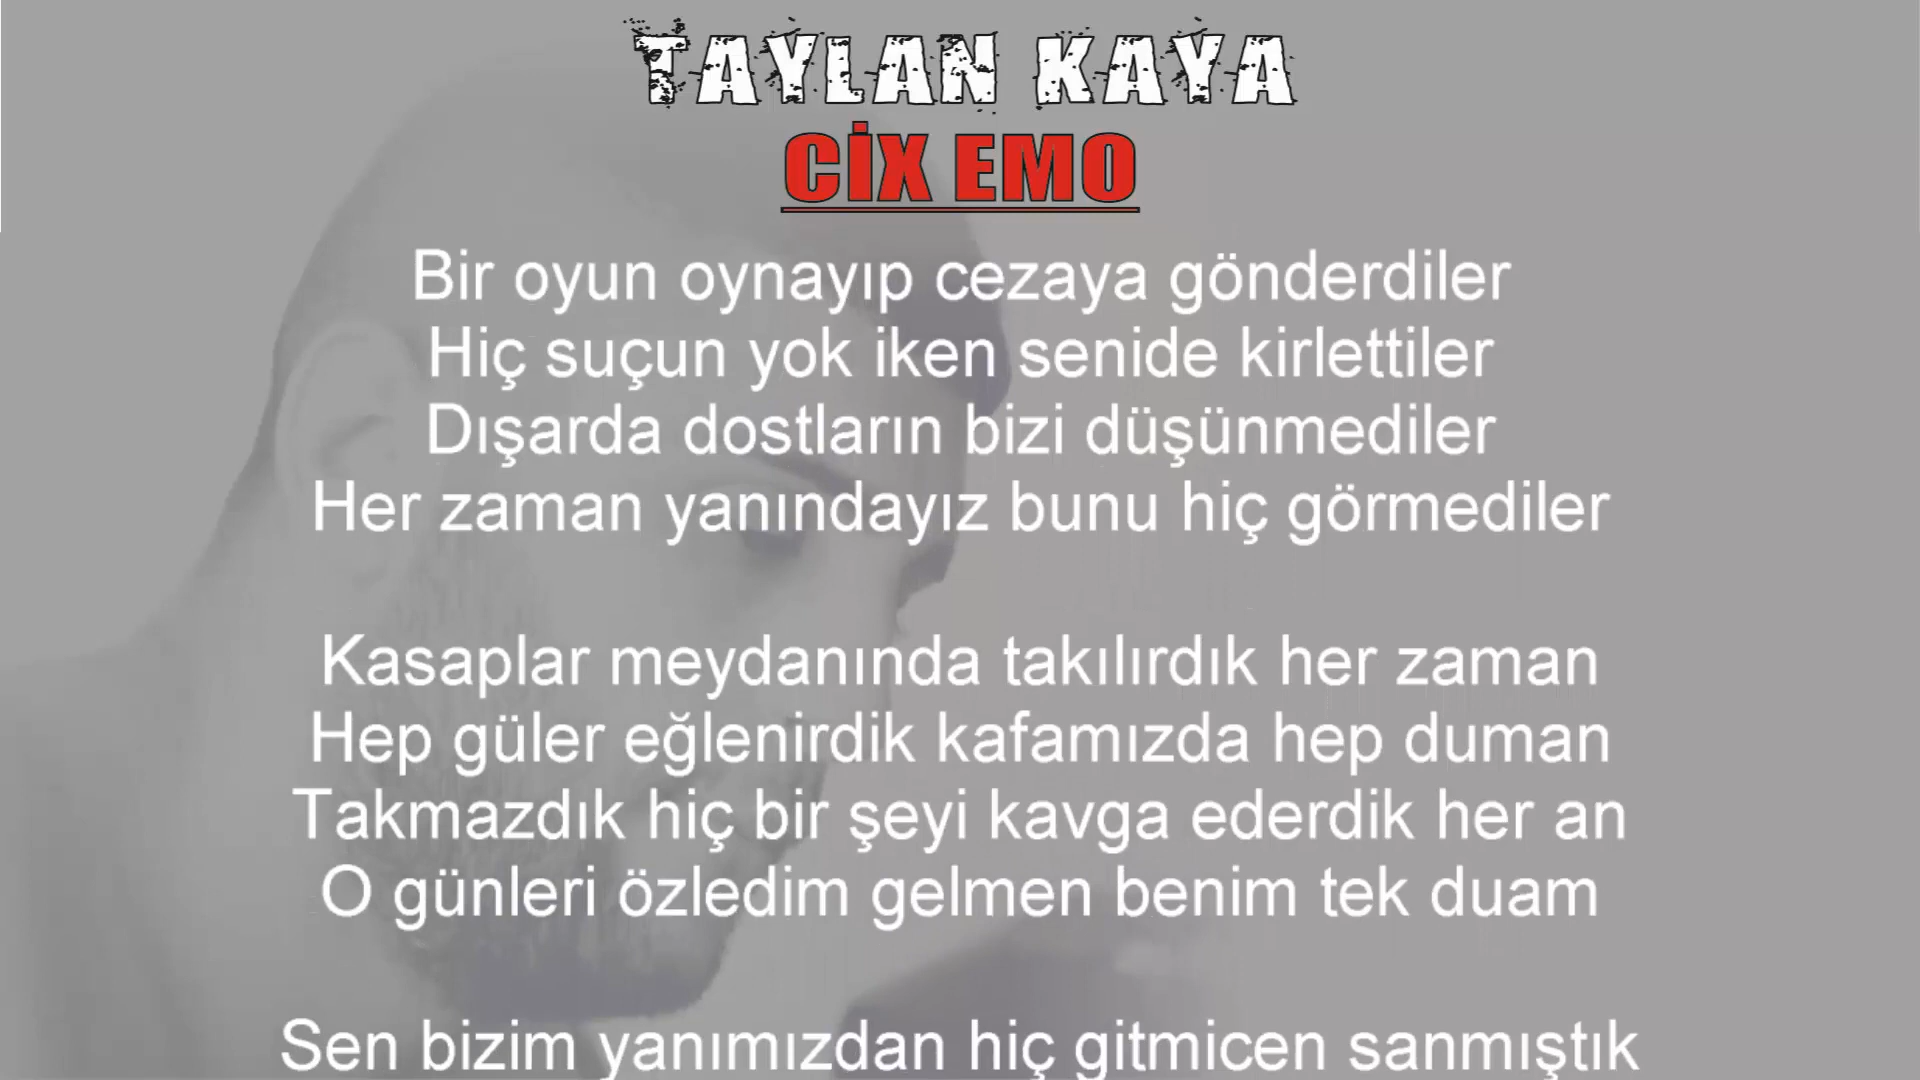 TAYLAN KAYA
CİX EMO
Bir oyun oynayıp cezaya gönderdiler
Hiç suçun yok iken senide kirlettiler
Dışarda dostların bizi düşünmediler
Her zaman yanındayız bunu hiç görmediler
Kasaplar meydanında takılırdık her zaman
Hep güler eğlenirdik kafamızda hep duman
Takmazdık hiç bir şeyi kavga ederdik her an
O günleri özledim gelmen benim tek duam
Sen bizim yanımızdan hiç gitmicen sanmıştık